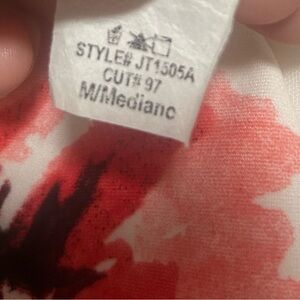 STYLE# JT1505A
CUT# 97
M/Mediano